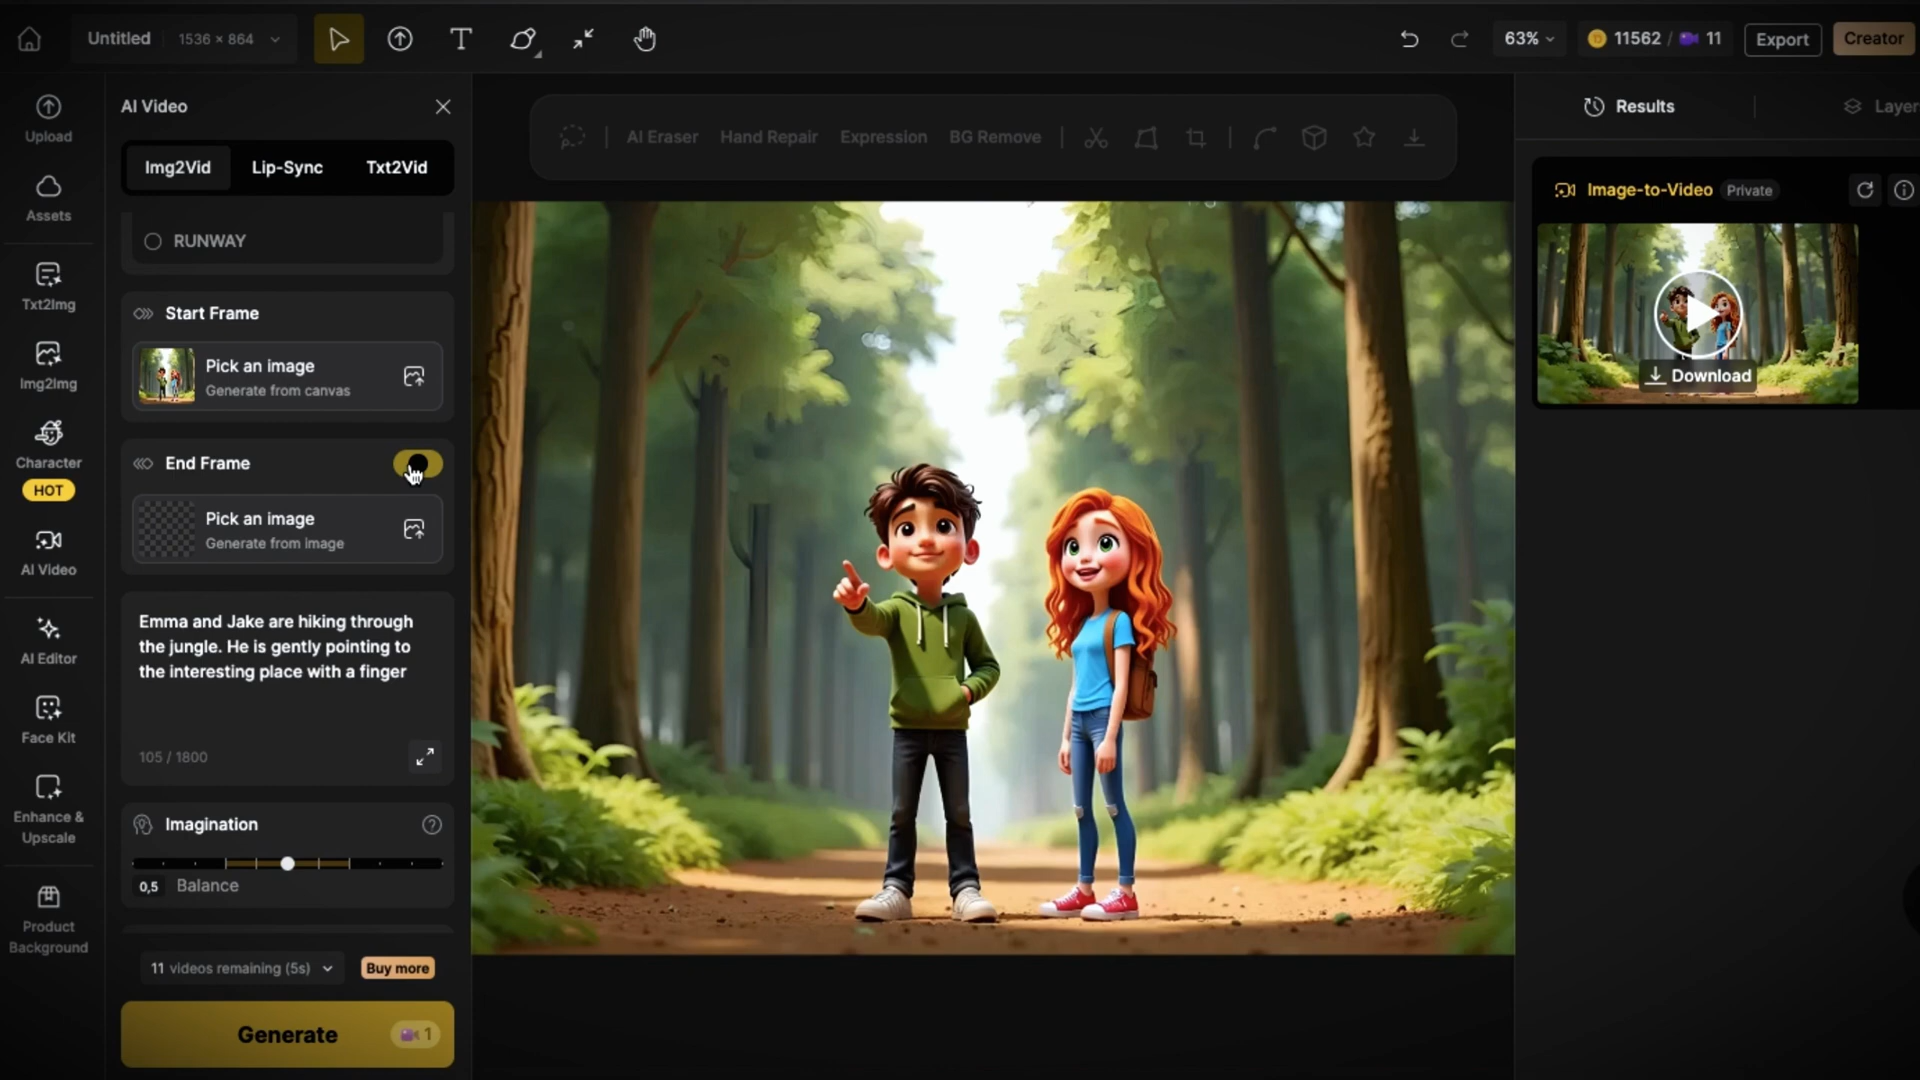 Untitled 1536 × 864
63%
11562 / 11
Export
Creator
Upload
Assets
Txt2Img
Img2Img
Character
HOT
AI Video
AI Editor
Face Kit
Enhance &
Upscale
Product
Background
AI Video
Img2Vid Lip-Sync Txt2Vid
RUNWAY
Start Frame
Pick an image
Generate from canvas
End Frame
Pick an image
Generate from image
Emma and Jake are hiking through
the jungle. He is gently pointing to
the interesting place with a finger
105 / 1800
Imagination
0,5 Balance
11 videos remaining (5s)
Buy more
Generate 1
AI Eraser Hand Repair Expression BG Remove
Results
Layer
Image-to-Video Private
Download